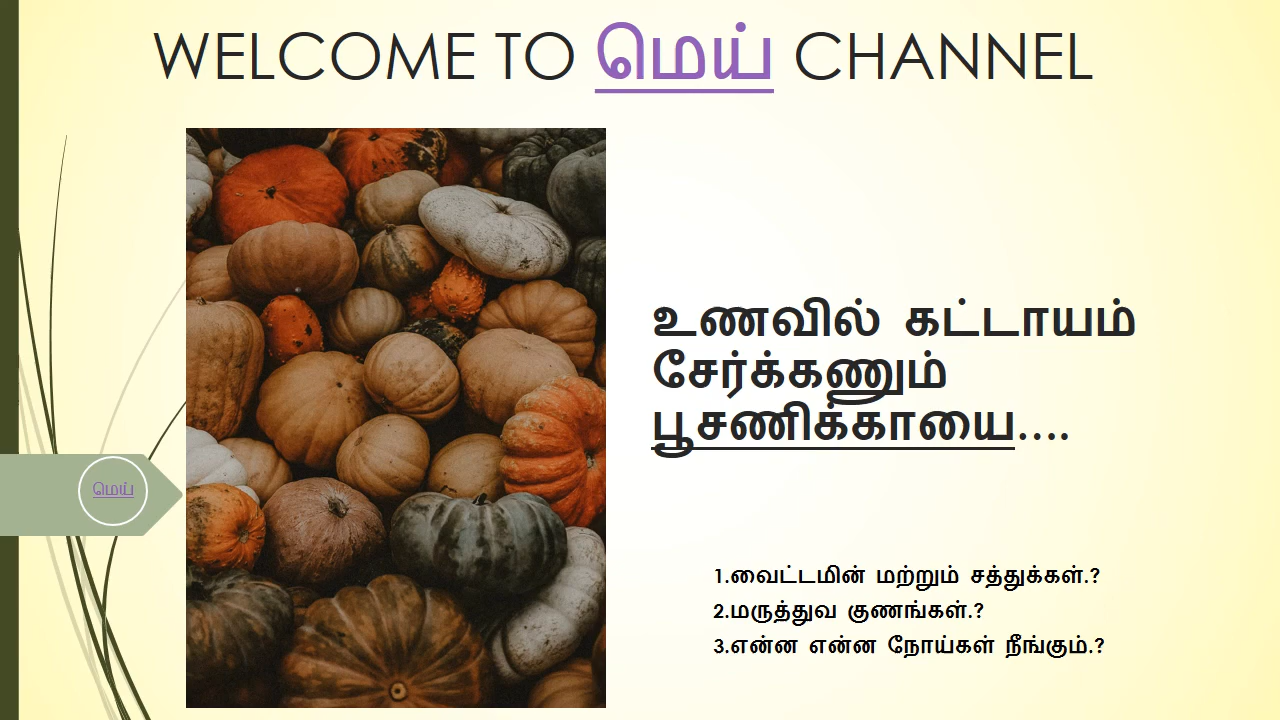 WELCOME TO மெய் CHANNEL
உணவில் கட்டாயம்
சேர்க்கணும்
பூசணிக்காயை....
மெய்
1.வைட்டமின் மற்றும் சத்துக்கள்.?
2.மருத்துவ குணங்கள்.?
3.என்ன என்ன நோய்கள் நீங்கும்.?